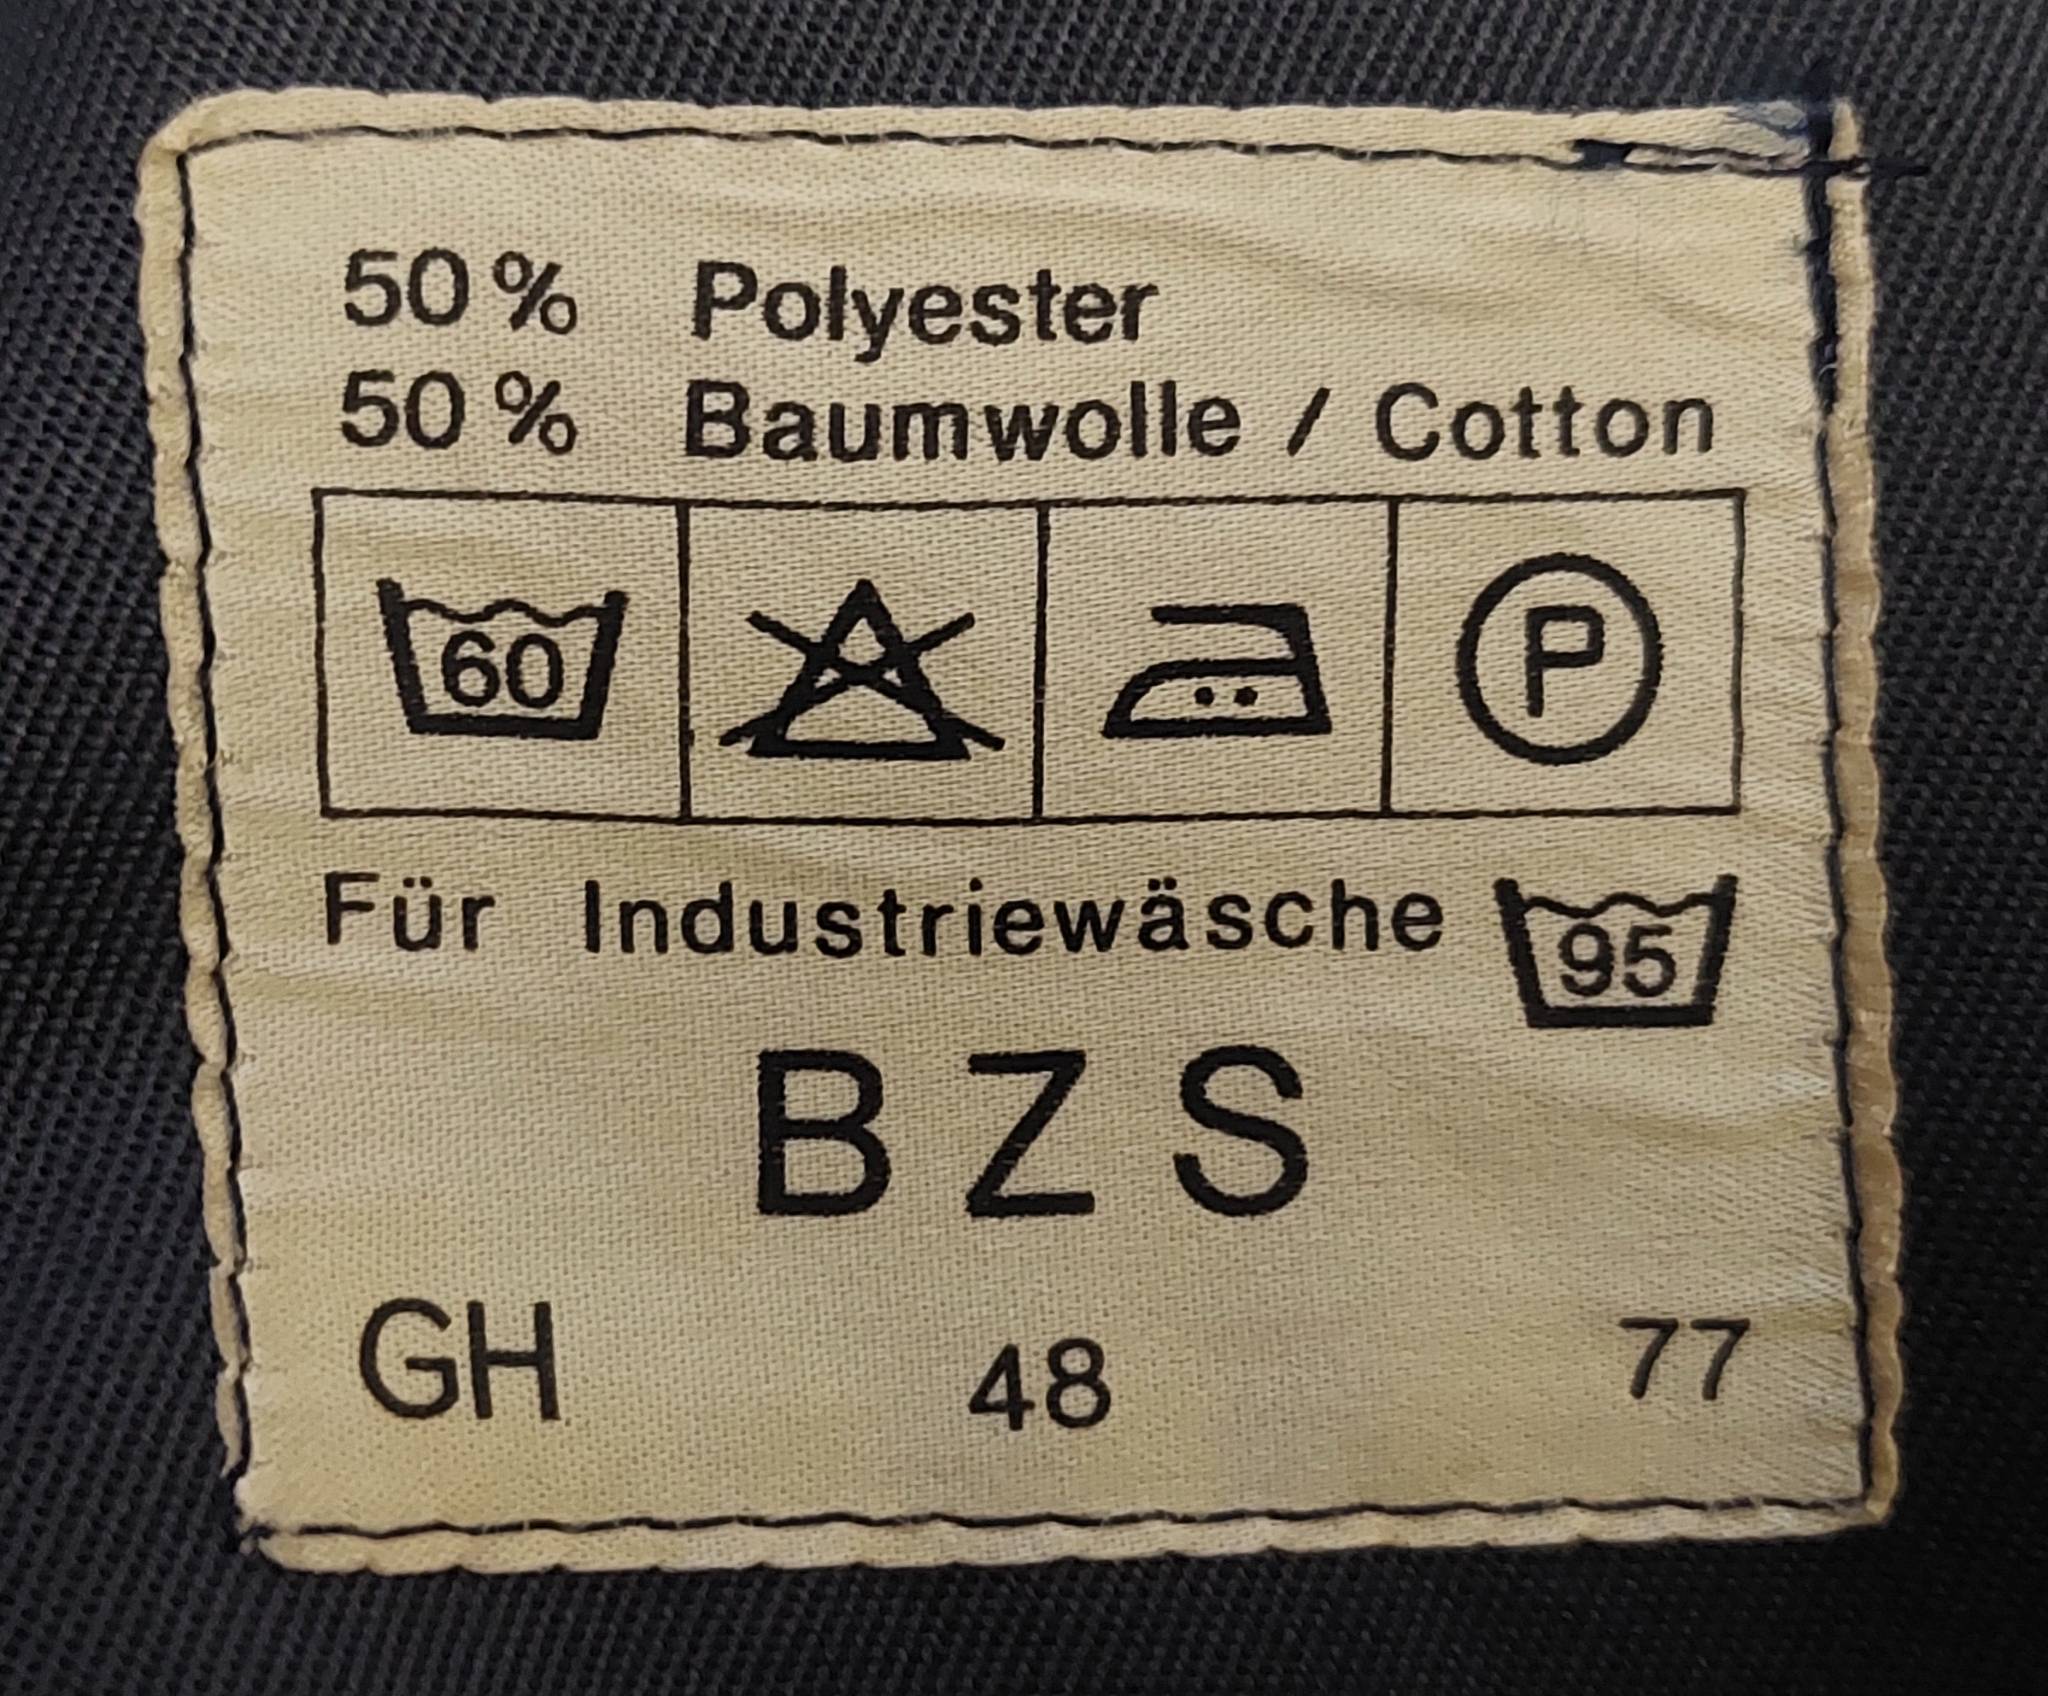 50% Polyester
50% Baumwolle / Cotton
60 P
Für Industriewäsche 95
BZS
GH 48 77